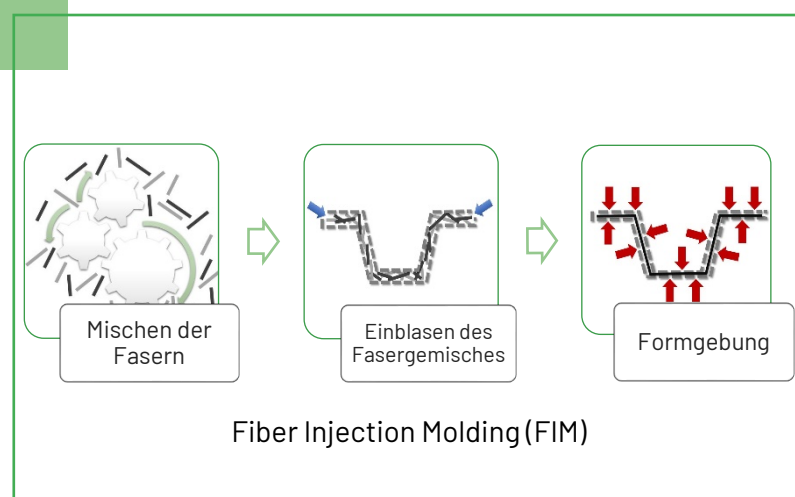 Mischen der
Fasern
Einblasen des
Fasergemisches
Formgebung
Fiber Injection Molding (FIM)